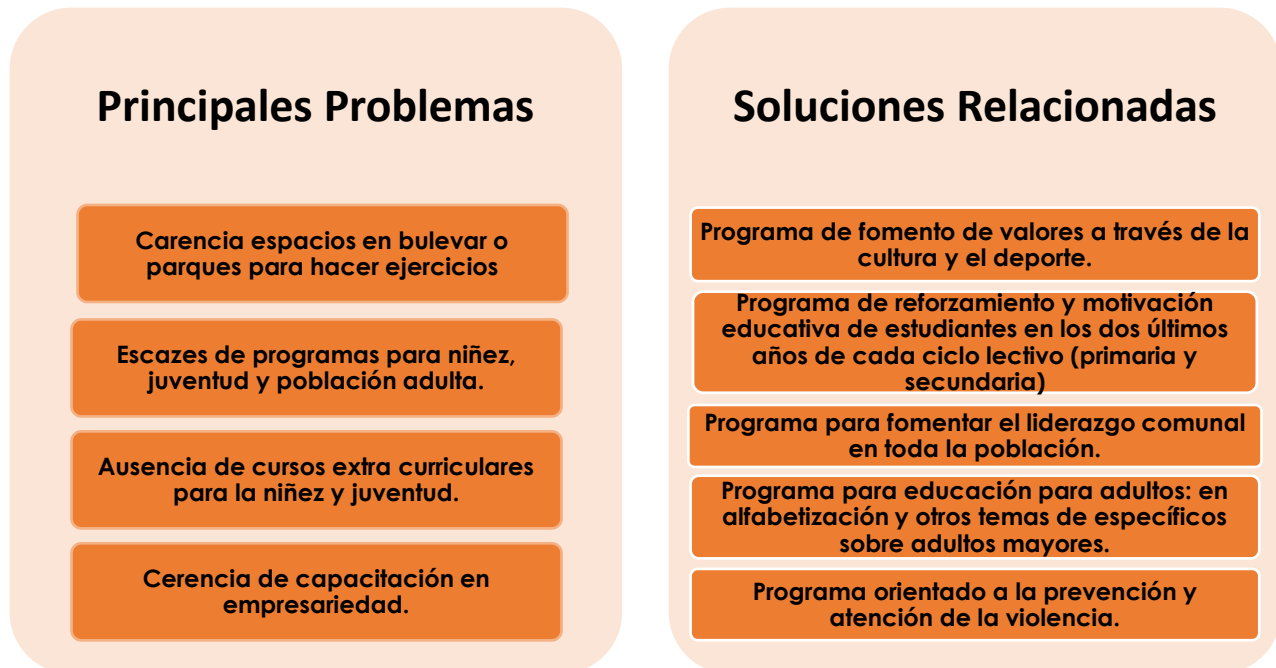 Principales Problemas
Carencia espacios en bulevar o
parques para hacer ejercicios
Escazes de programas para niñez,
juventud y población adulta.
Ausencia de cursos extra curriculares
para la niñez y juventud.
Cerencia de capacitación en
empresariedad.
Soluciones Relacionadas
Programa de fomento de valores a través de la
cultura y el deporte.
Programa de reforzamiento y motivación
educativa de estudiantes en los dos últimos
años de cada ciclo lectivo (primaria y
secundaria)
Programa para fomentar el liderazgo comunal
en toda la población.
Programa para educación para adultos: en
alfabetización y otros temas de específicos
sobre adultos mayores.
Programa orientado a la prevención y
atención de la violencia.